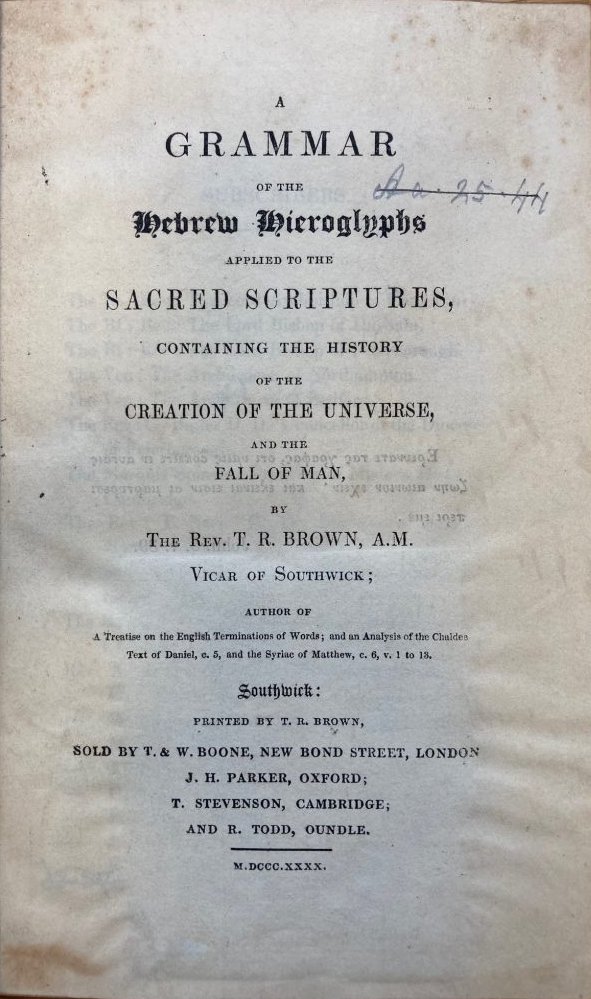 A
GRAMMAR
OF THE
Aa. 25. 44
Hebrew Hieroglyphs
APPLIED TO THE
SACRED SCRIPTURES,
CONTAINING THE HISTORY
OF THE
CREATION OF THE UNIVERSE,
AND THE
FALL OF MAN,
BY
THE REV. T. R. BROWN, A.M.
VICAR OF SOUTHWICK;
AUTHOR OF
A Treatise on the English Terminations of Words; and an Analysis of the Chaldee
Text of Daniel, c. 5, and the Syriac of Matthew, c. 6, v. 1 to 13.
Southwick:
PRINTED BY T. R. BROWN,
SOLD BY T. & W. BOONE, NEW BOND STREET, LONDON
J. H. PARKER, OXFORD;
T. STEVENSON, CAMBRIDGE;
AND R. TODD, OUNDLE.
M.DCCC.XXXX.